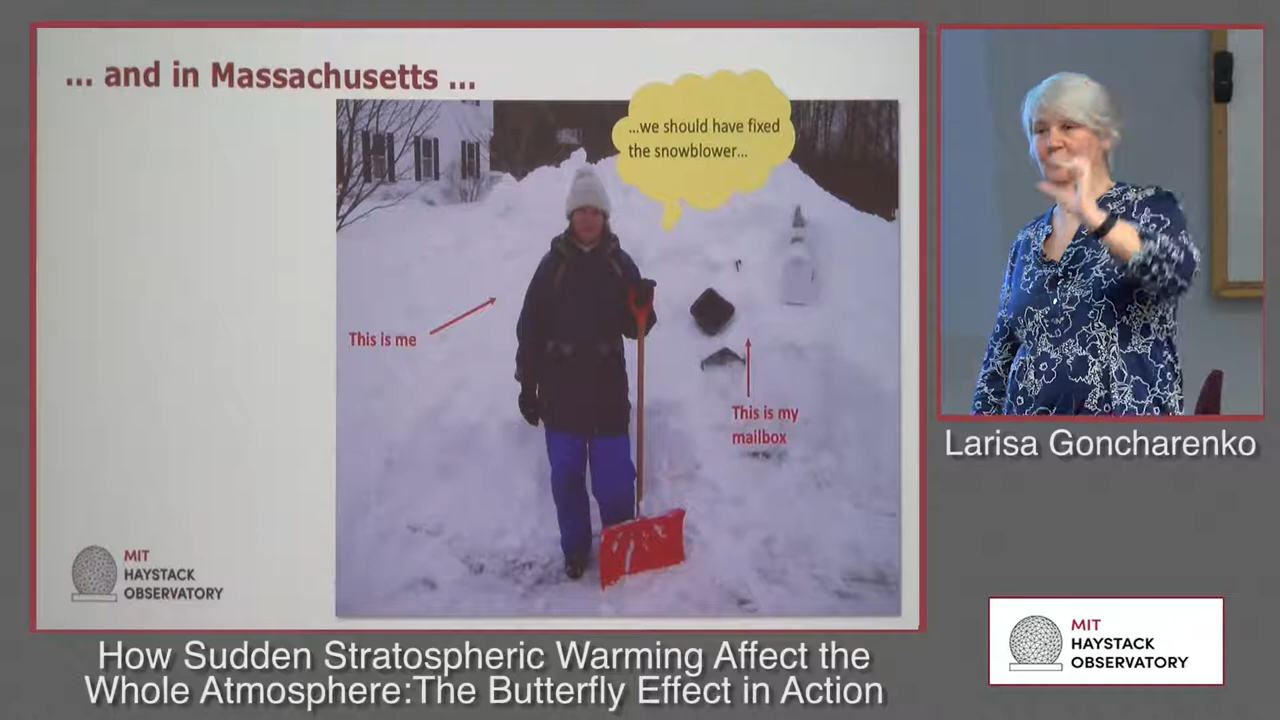 ... and in Massachusetts ...
...we should have fixed
the snowblower...
This is me
This is my
mailbox
MIT
HAYSTACK
OBSERVATORY
Larisa Goncharenko
MIT
HAYSTACK
OBSERVATORY
How Sudden Stratospheric Warming Affect the
Whole Atmosphere:The Butterfly Effect in Action